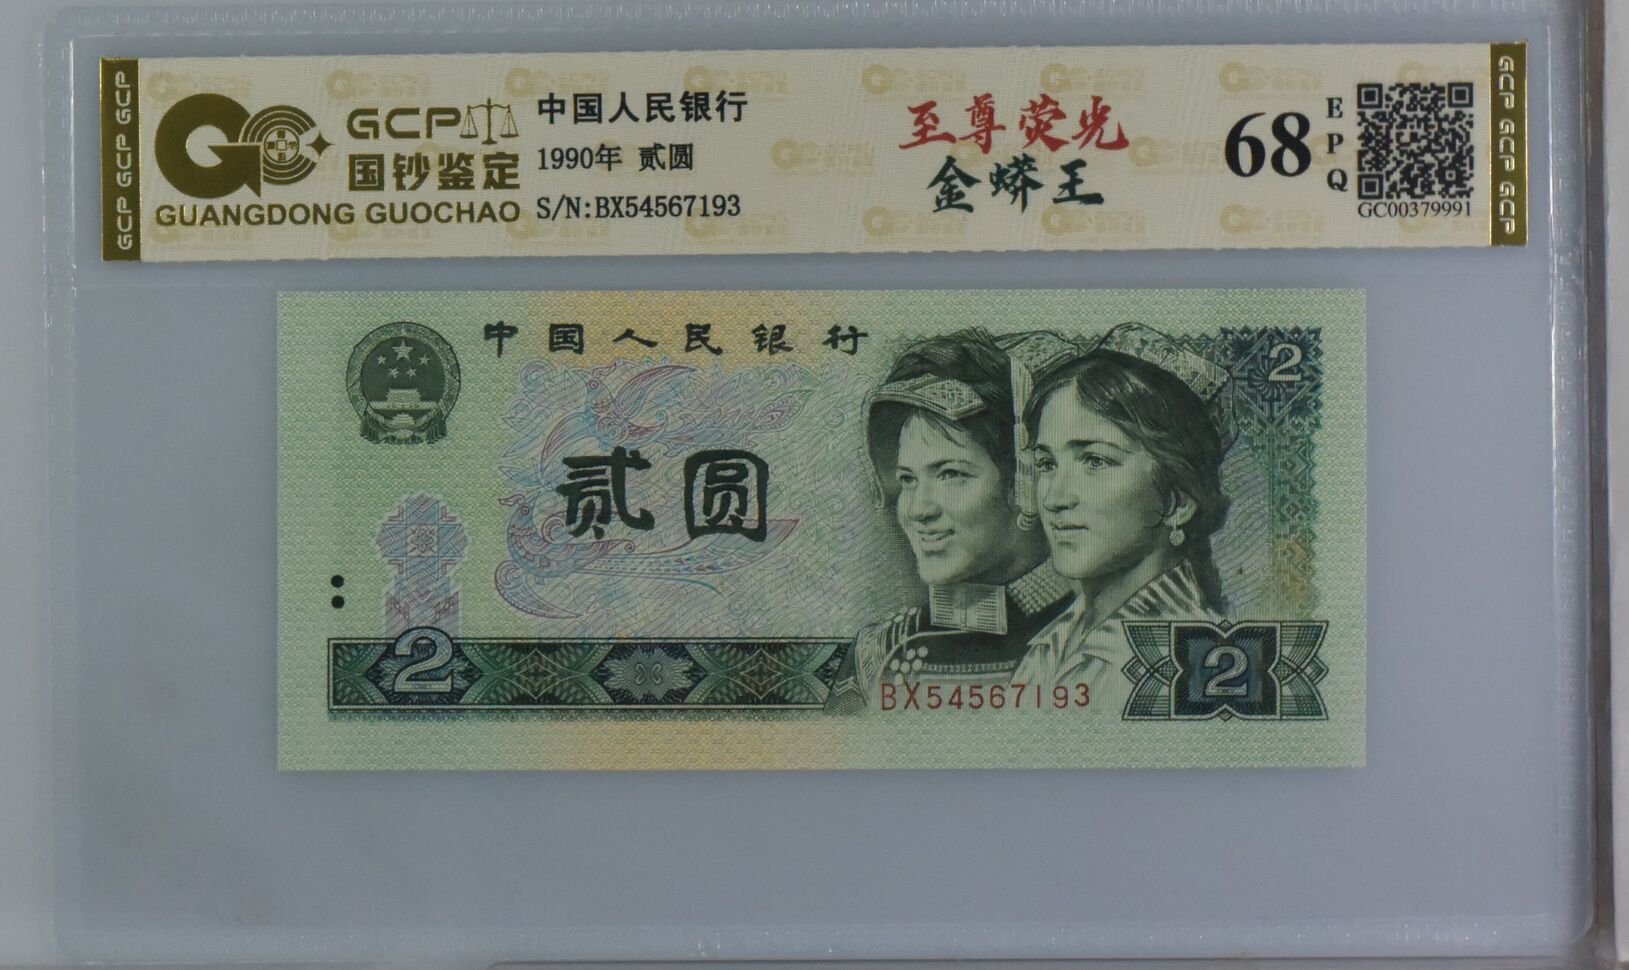 GCP GCP GCP
GCP
国钞鉴定
GUANGDONG GUOCHAO
中国人民银行
1990年 贰圆
S/N:BX54567193
至尊荧光
金蟒王
68
EPQ
GC00379991
GCP GCP GCP
中国人民银行
2
贰圆
2
BX54567193
2